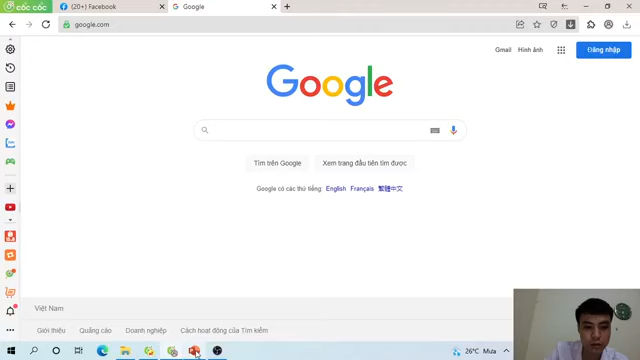 cốc cốc
(20+) Facebook
Google
google.com
Gmail
Hình ảnh
Đăng nhập
Google
Tìm trên Google
Xem trang đầu tiên tìm được
Google có các thứ tiếng: English Français 繁體中文
Việt Nam
Giới thiệu
Quảng cáo
Doanh nghiệp
Cách hoạt động của Tìm kiếm
26°C Mưa